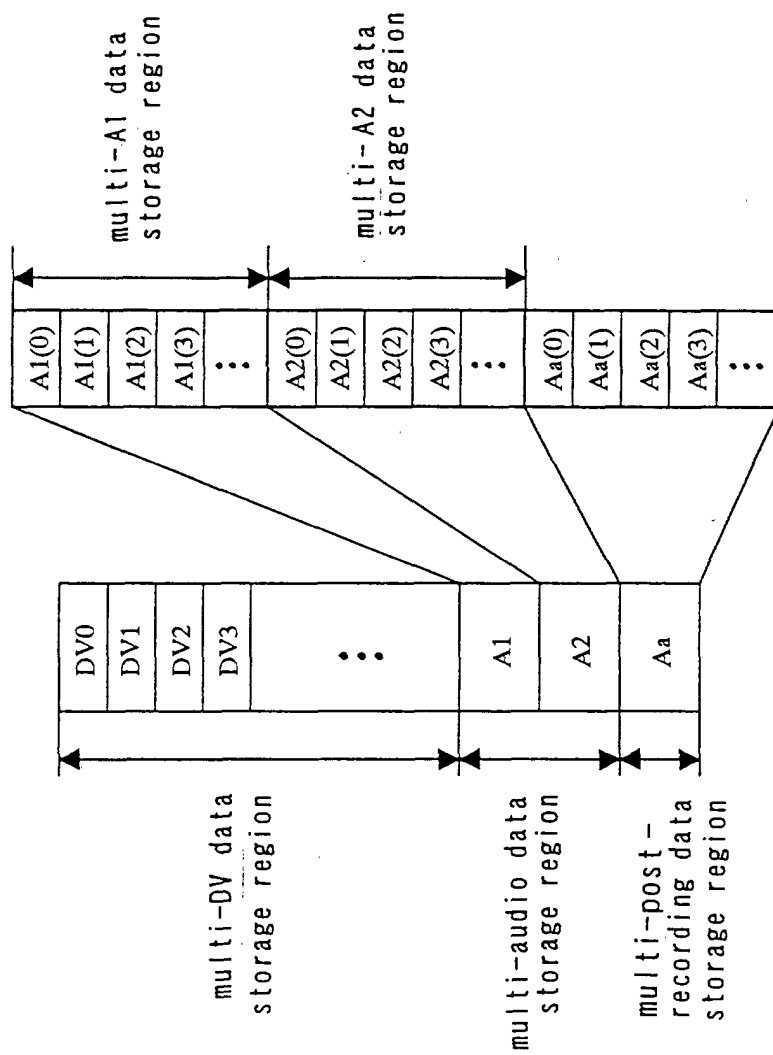 multi-DV data
storage region
multi-audio data
storage region
multi-post-
recording data
storage region
DV0
DV1
DV2
DV3
•••
A1
A2
Aa
A1(0)
A1(1)
A1(2)
A1(3)
•••
A2(0)
A2(1)
A2(2)
A2(3)
•••
Aa(0)
Aa(1)
Aa(2)
Aa(3)
•••
multi-A1 data
storage region
multi-A2 data
storage region